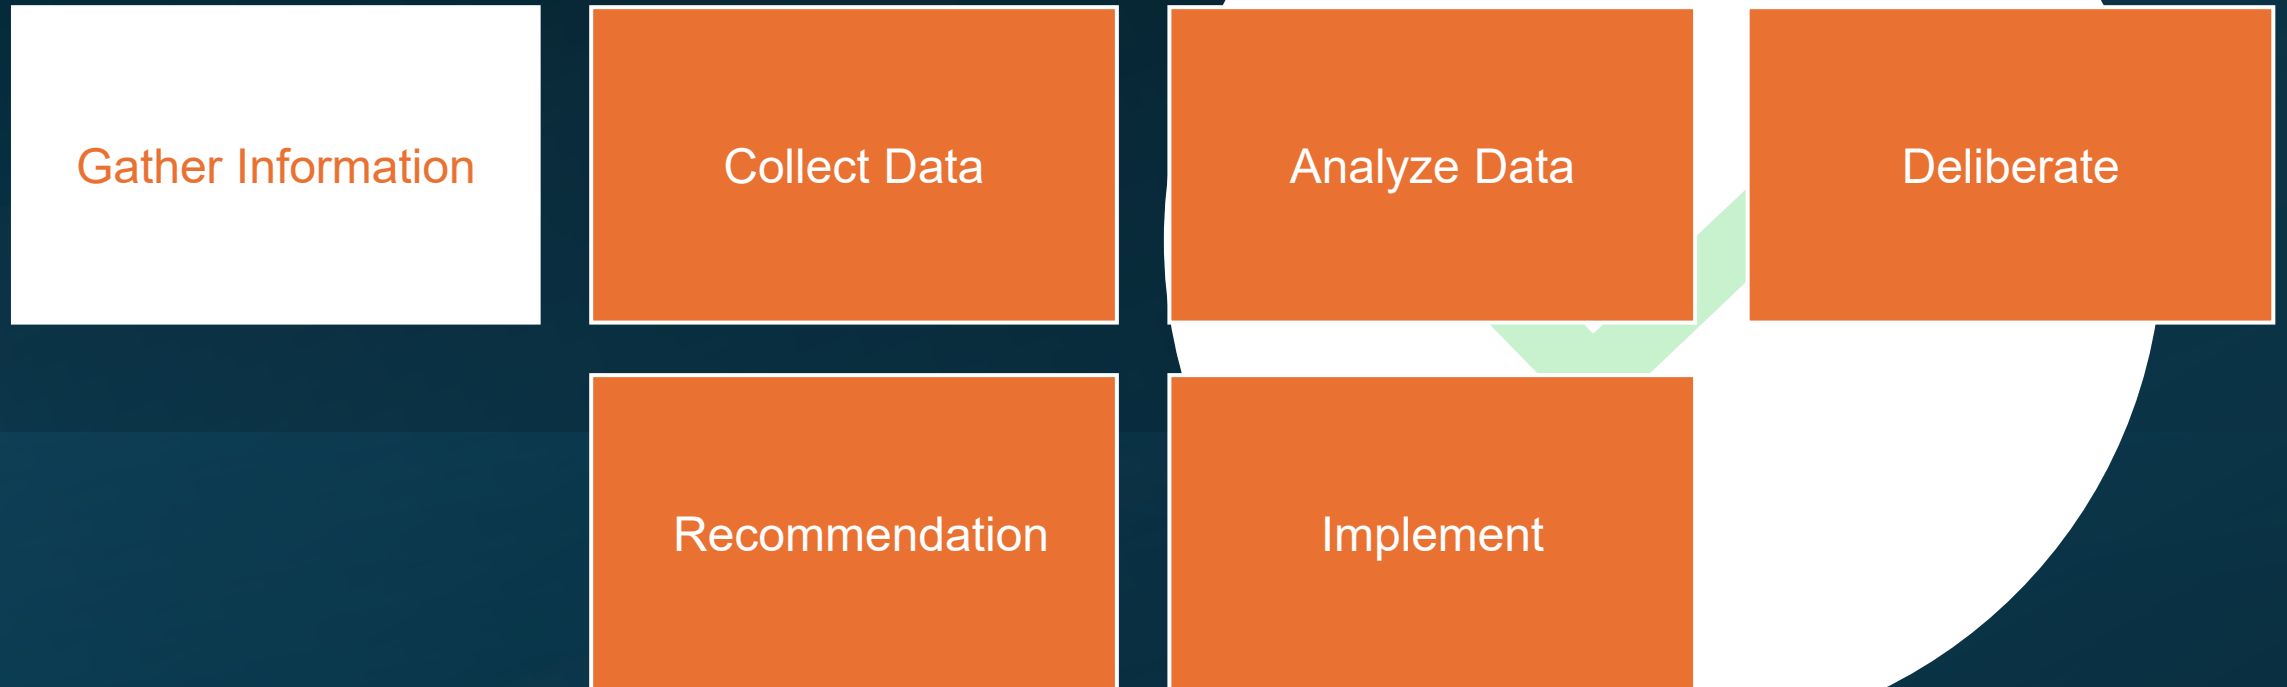 Gather Information
Collect Data
Analyze Data
Deliberate
Recommendation
Implement